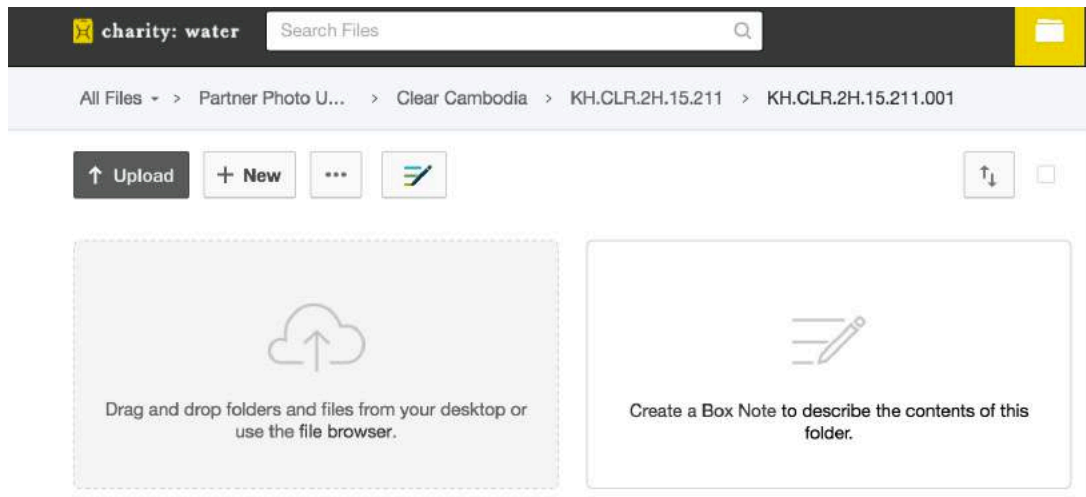 charity: water
Search Files
All Files > Partner Photo U... > Clear Cambodia > KH.CLR.2H.15.211 > KH.CLR.2H.15.211.001
Upload
+ New
...
Drag and drop folders and files from your desktop or
use the file browser.
Create a Box Note to describe the contents of this
folder.